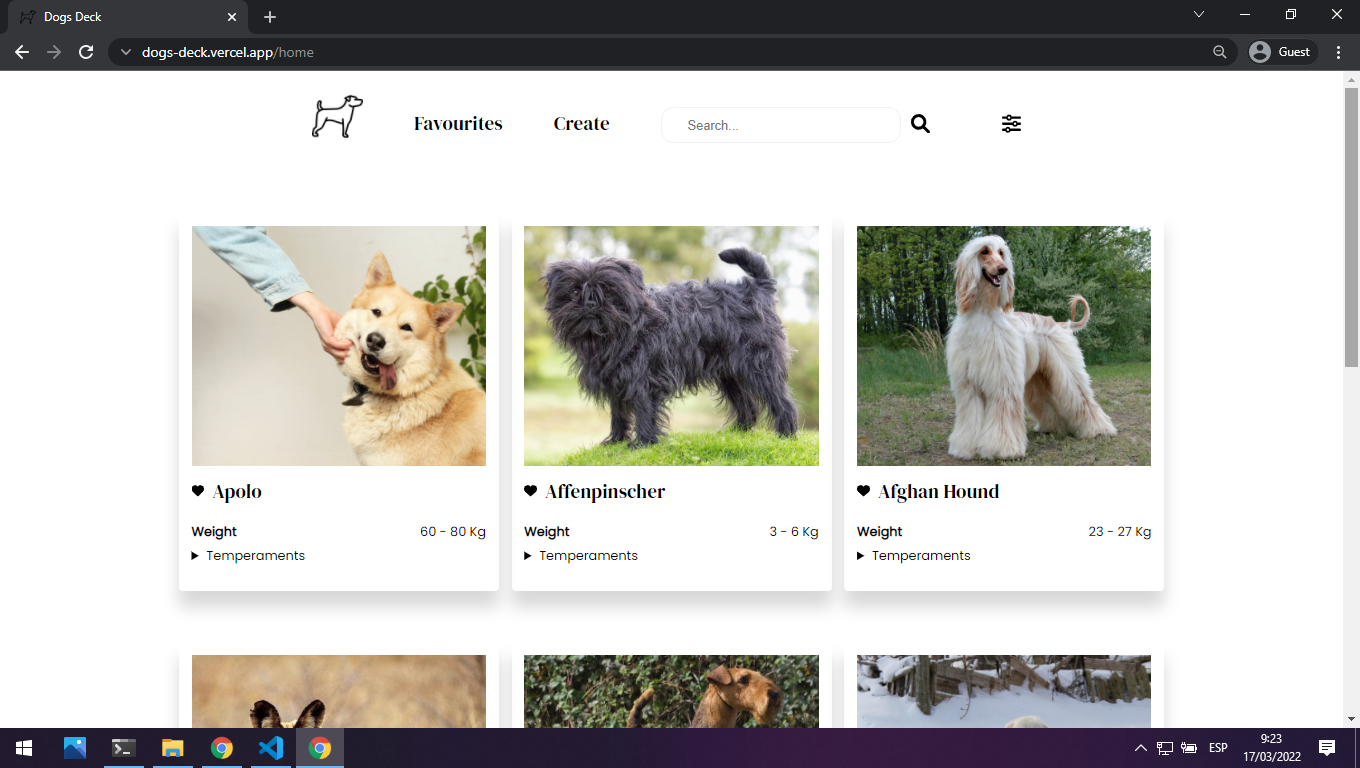 Dogs Deck
dogs-deck.vercel.app/home
Guest
Favourites
Create
Search...
Apolo
Weight 60 - 80 Kg
Temperaments
Affenpinscher
Weight 3 - 6 Kg
Temperaments
Afghan Hound
Weight 23 - 27 Kg
Temperaments
ESP
9:23
17/03/2022